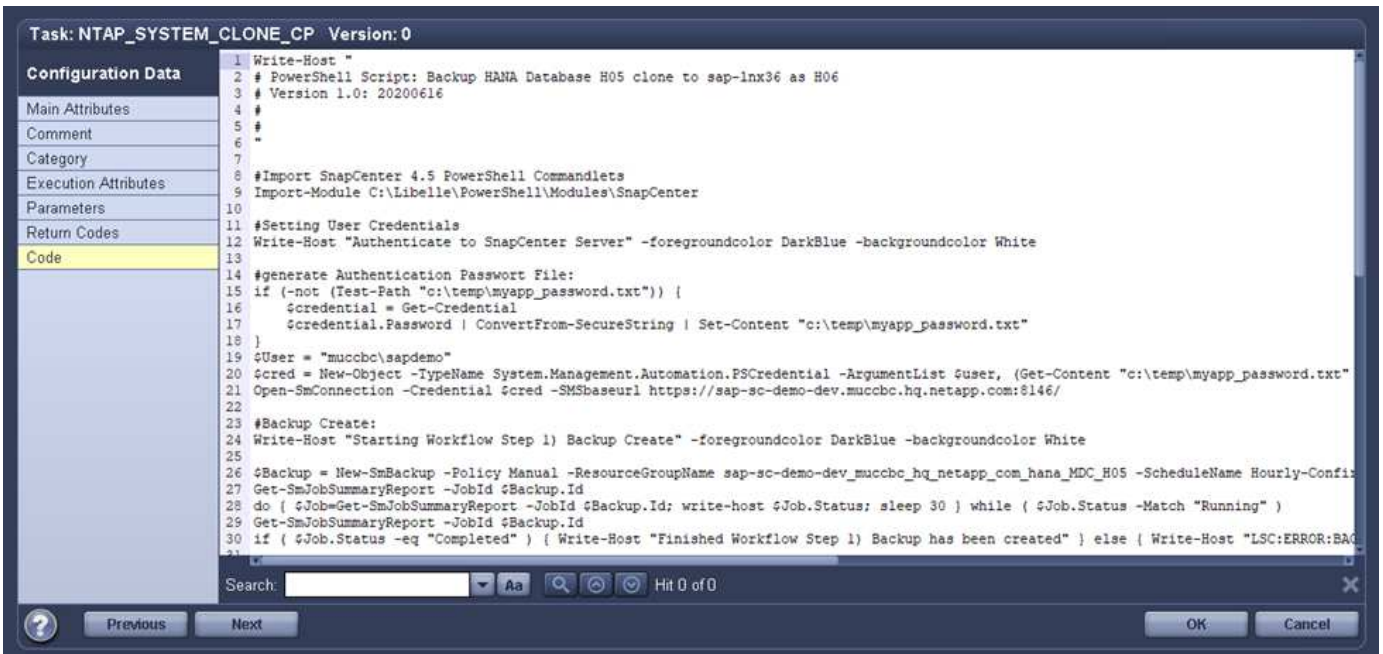 Task: NTAP_SYSTEM_CLONE_CP Version: 0
Configuration Data
Main Attributes
Comment
Category
Execution Attributes
Parameters
Return Codes
Code
1 Write-Host "
2 # PowerShell Script: Backup HANA Database H05 clone to sap-lnx36 as H06
3 # Version 1.0: 20200616
4 #
5 #
6 "
7
8 #Import SnapCenter 4.5 PowerShell Commandlets
9 Import-Module C:\Libelle\PowerShell\Modules\SnapCenter
10
11 #Setting User Credentials
12 Write-Host "Authenticate to SnapCenter Server" -foregroundcolor DarkBlue -backgroundcolor White
13
14 #generate Authentication Passwort File:
15 if (-not (Test-Path "c:\temp\myapp_password.txt")) {
16 $credential = Get-Credential
17 $credential.Password | ConvertFrom-SecureString | Set-Content "c:\temp\myapp_password.txt"
18 }
19 $User = "muccbc\sapdemo"
20 $cred = New-Object -TypeName System.Management.Automation.PSCredential -ArgumentList $user, (Get-Content "c:\temp\myapp_password.txt"
21 Open-SmConnection -Credential $cred -SMSbaseurl https://sap-sc-demo-dev.muccbc.hq.netapp.com:8146/
22
23 #Backup Create:
24 Write-Host "Starting Workflow Step 1) Backup Create" -foregroundcolor DarkBlue -backgroundcolor White
25
26 $Backup = New-SmBackup -Policy Manual -ResourceGroupName sap-sc-demo-dev_muccbc_hq_netapp_com_hana_MDC_H05 -ScheduleName Hourly-Confi
27 Get-SmJobSummaryReport -JobId $Backup.Id
28 do { $Job=Get-SmJobSummaryReport -JobId $Backup.Id; write-host $Job.Status; sleep 30 } while ( $Job.Status -Match "Running" )
29 Get-SmJobSummaryReport -JobId $Backup.Id
30 if ( $Job.Status -eq "Completed" ) { Write-Host "Finished Workflow Step 1) Backup has been created" } else { Write-Host "LSC:ERROR:BAC
31
Search: Aa Hit 0 of 0
? Previous Next OK Cancel